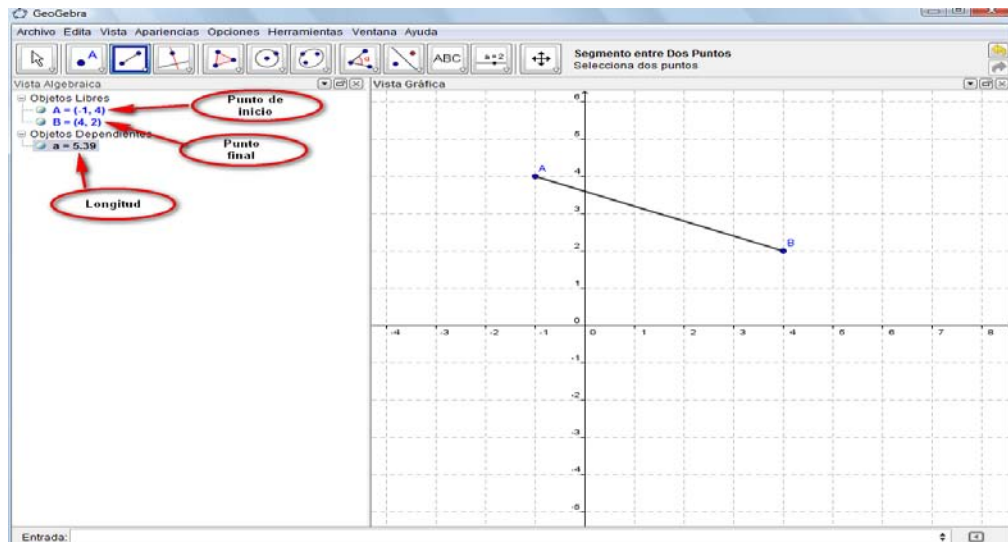 GeoGebra
Archivo Edita Vista Apariencias Opciones Herramientas Ventana Ayuda
A
ABC
a=2
Segmento entre Dos Puntos
Selecciona dos puntos
Vista Algebraica
Vista Gráfica
Objetos Libres
A = (-1, 4)
B = (4, 2)
Objetos Dependientes
a = 5.39
Punto de
inicio
Punto
final
Longitud
6
5
4
3
2
1
0
-1
-2
-3
-4
-5
-4 -3 -2 -1 0 1 2 3 4 5 6 7 8
A
B
Entrada: